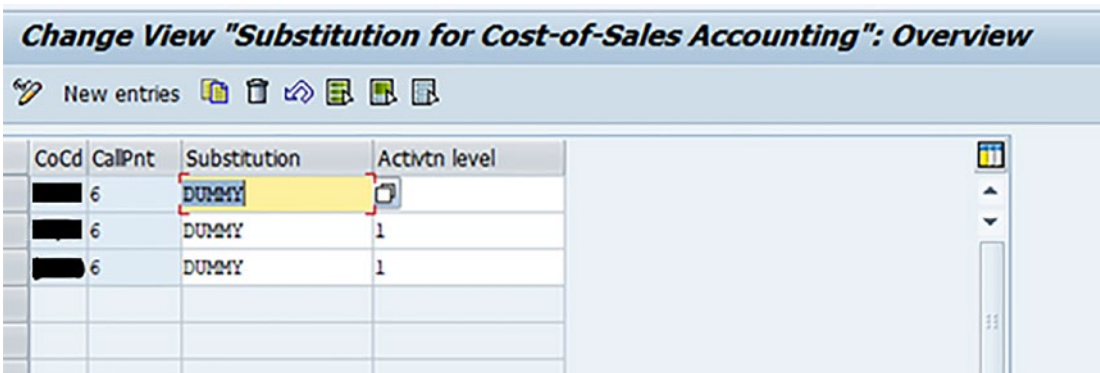 Change View "Substitution for Cost-of-Sales Accounting": Overview
New entries
CoCd CallPnt Substitution Activtn level
6 DUMMY
6 DUMMY 1
6 DUMMY 1